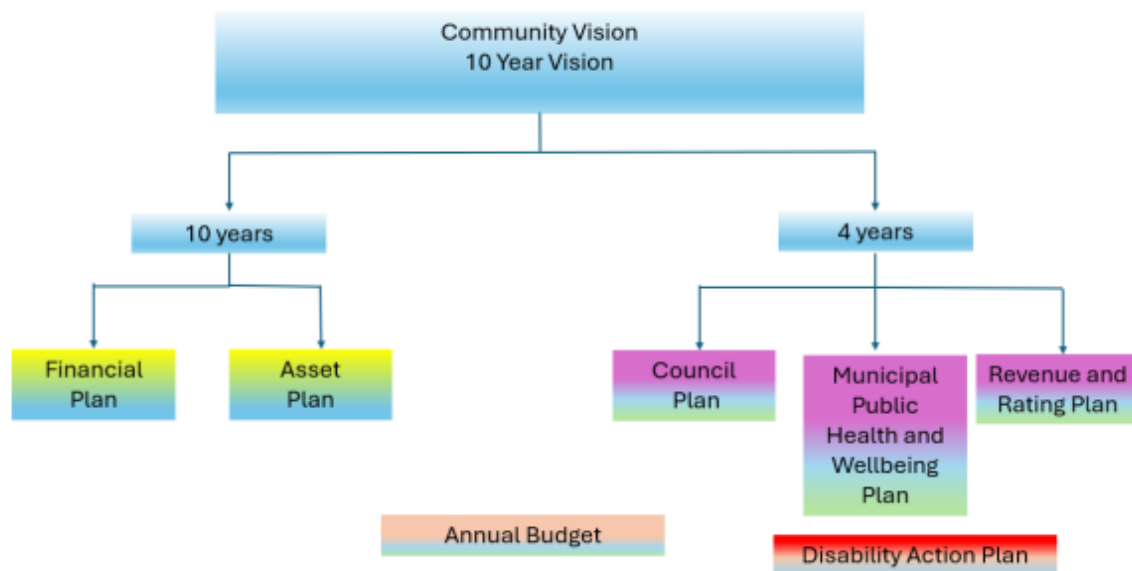 Community Vision
10 Year Vision
10 years
4 years
Financial
Plan
Asset
Plan
Council
Plan
Municipal
Public
Health and
Wellbeing
Plan
Revenue and
Rating Plan
Annual Budget
Disability Action Plan